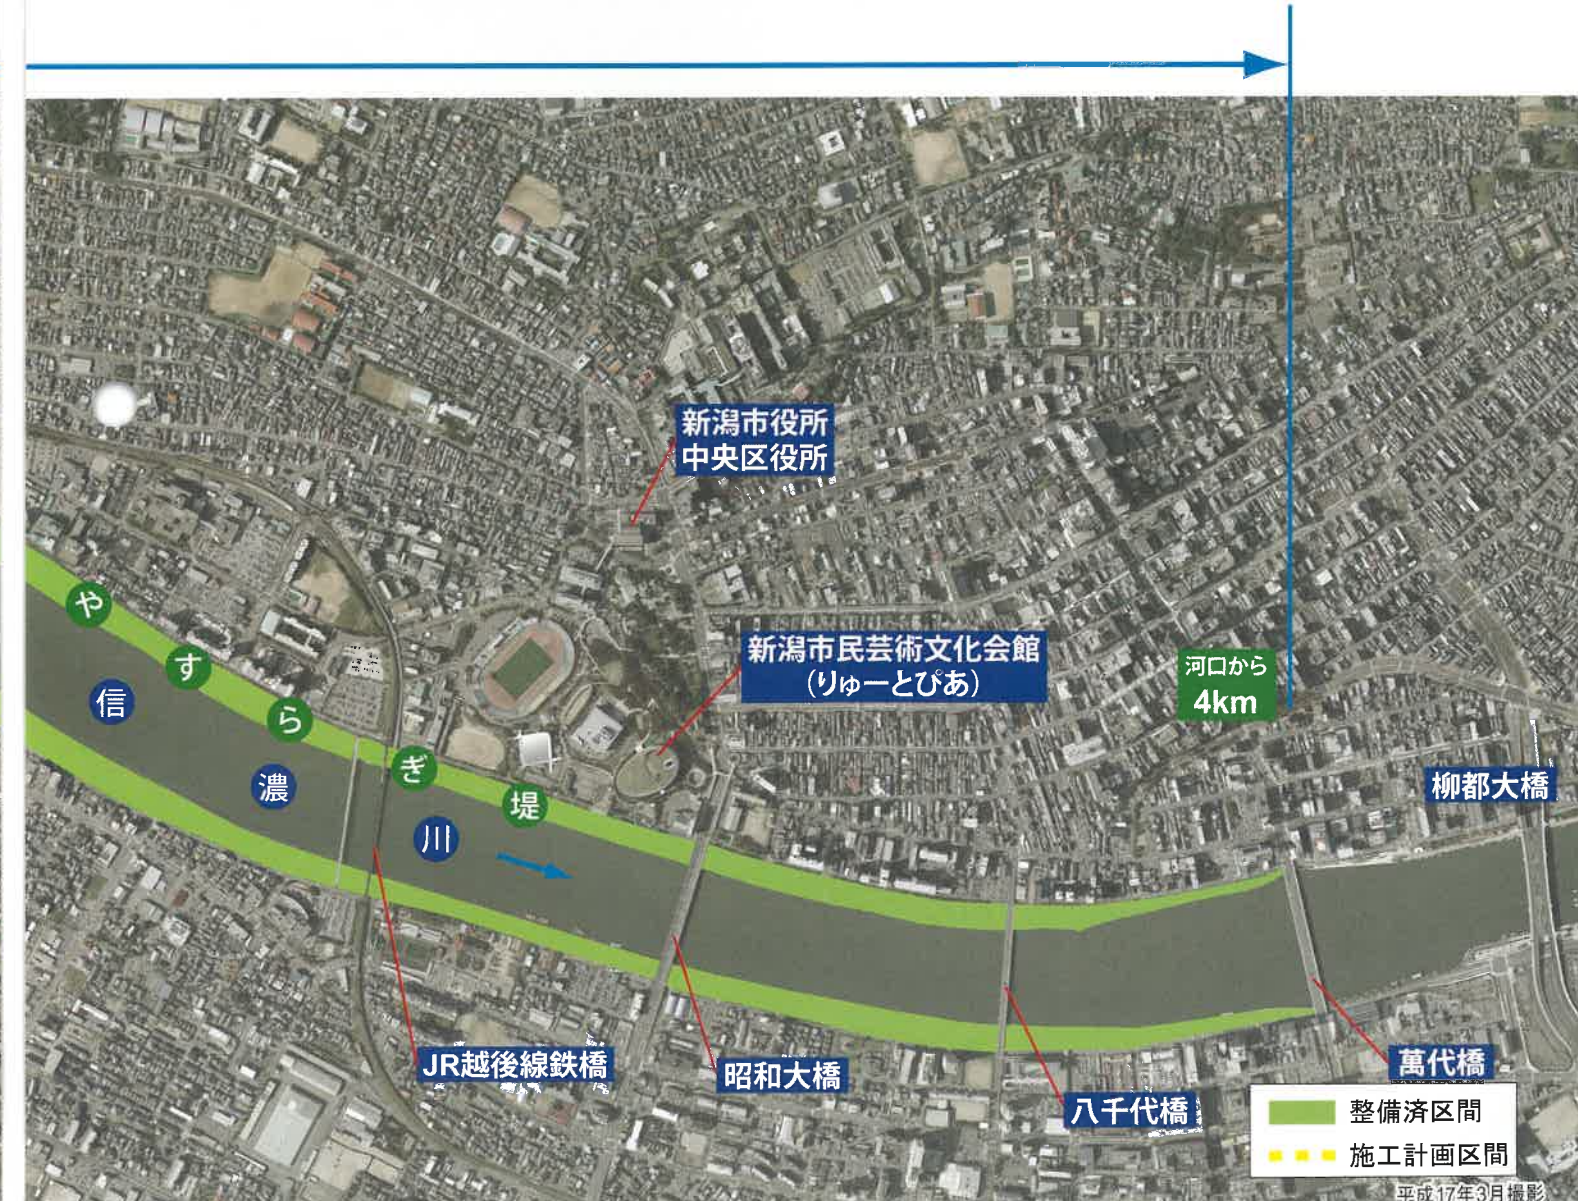 新潟市役所
中央区役所
新潟市民芸術文化会館
(りゅーとぴあ)
河口から
4km
やすらぎ堤
信濃川
柳都大橋
JR越後線鉄橋
昭和大橋
八千代橋
萬代橋
整備済区間
施工計画区間
平成17年3月撮影